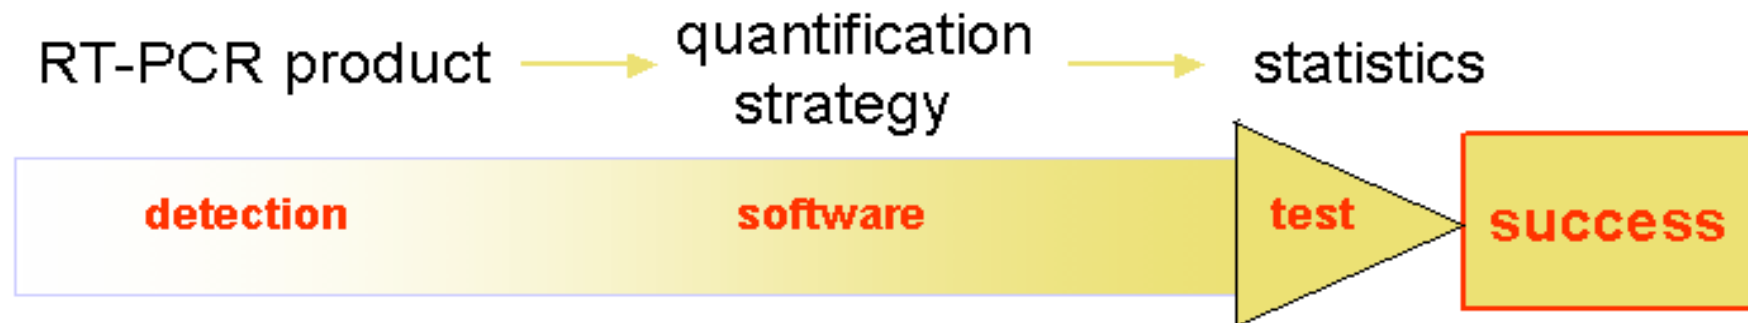 RT-PCR product
quantification
strategy
statistics
detection
software
test
success